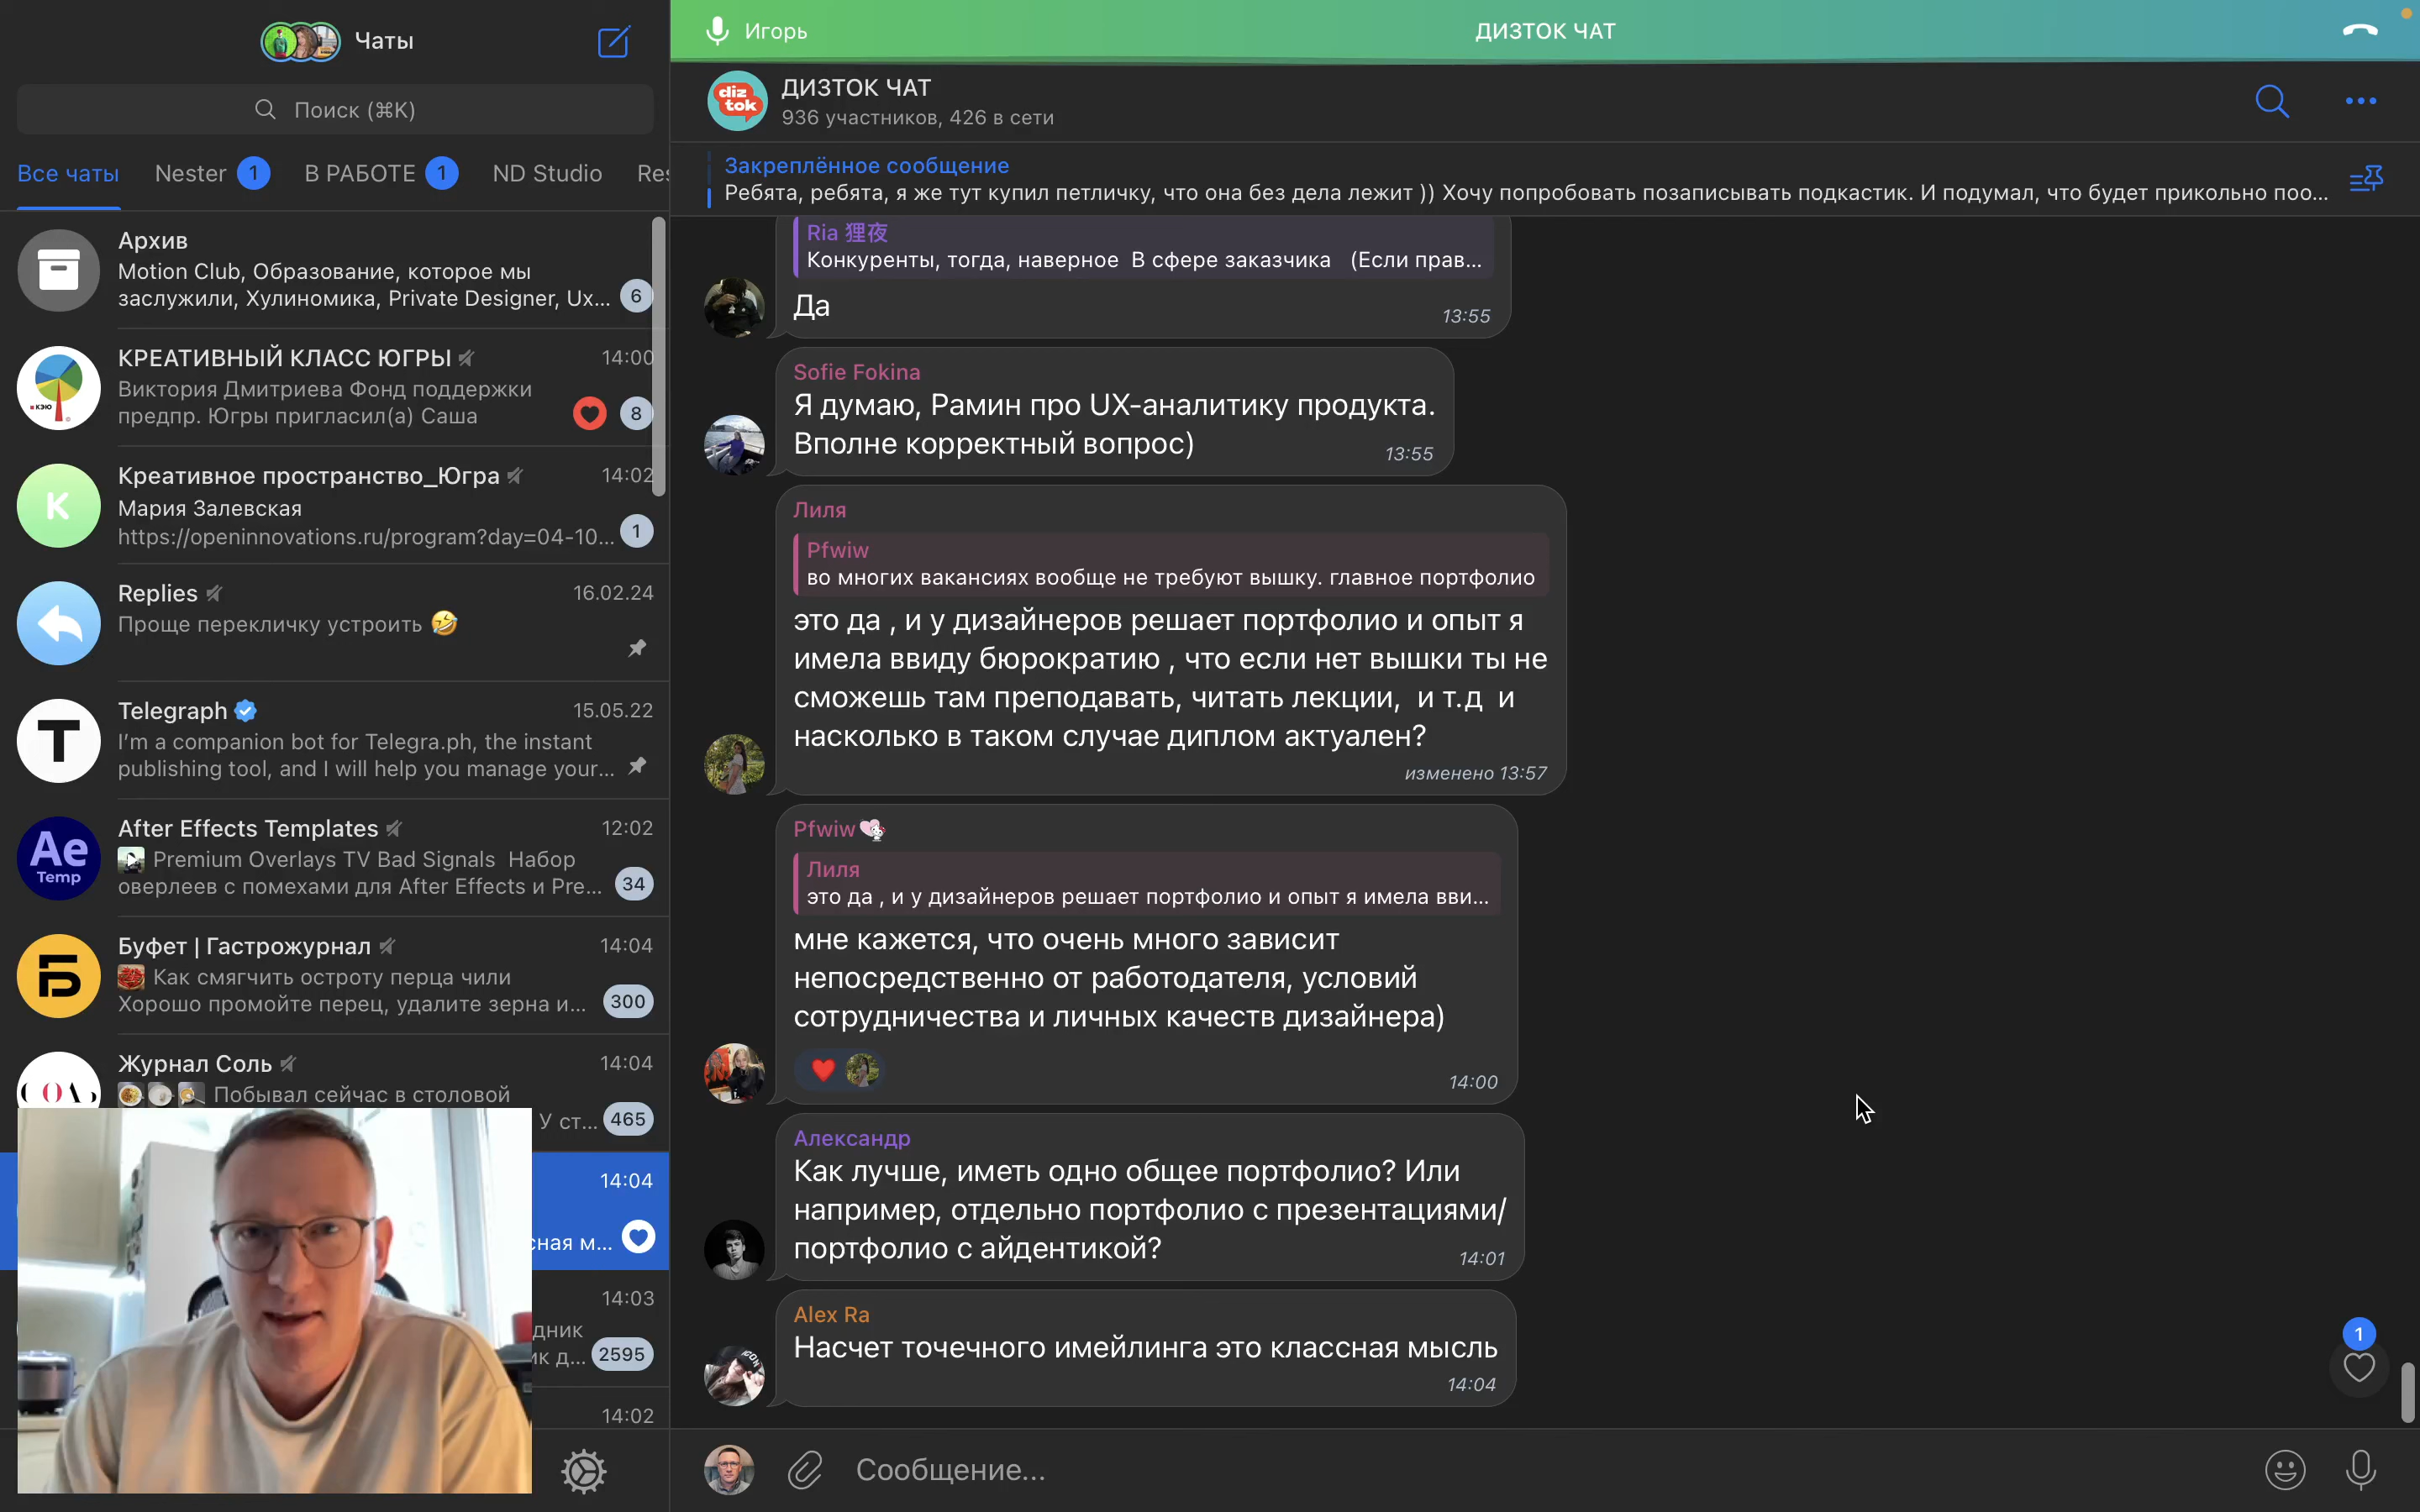 Чаты
Поиск (⌘K)
Все чаты
Nester 1
В РАБОТЕ 1
ND Studio
Архив
Motion Club, Образование, которое мы
заслужили, Хулиномика, Private Designer, Ux...
6
КРЕАТИВНЫЙ КЛАСС ЮГРЫ
14:00
Виктория Дмитриева Фонд поддержки
предпр. Югры пригласил(а) Саша
8
кэю
K
Креативное пространство_Югра
14:02
Мария Залевская
https://openinnovations.ru/program?day=04-10...
1
Replies
16.02.24
Проще перекличку устроить 🤣
T
Telegraph
15.05.22
I'm a companion bot for Telegra.ph, the instant
publishing tool, and I will help you manage your...
Ae
Temp
After Effects Templates
12:02
Premium Overlays TV Bad Signals Набор
оверлеев с помехами для After Effects и Pre...
34
Б
Буфет | Гастрожурнал
14:04
Как смягчить остроту перца чили
Хорошо промойте перец, удалите зерна и...
300
Журнал Соль
14:04
Побывал сейчас в столовой
У ст...
465
14:04
сная м...
14:03
дник
2595
14:02
Игорь
ДИЗТОК ЧАТ
diz
tok
ДИЗТОК ЧАТ
936 участников, 426 в сети
Закреплённое сообщение
Ребята, ребята, я же тут купил петличку, что она без дела лежит )) Хочу попробовать позаписывать подкастик. И подумал, что будет прикольно поо...
Ria 狸夜
Конкуренты, тогда, наверное В сфере заказчика (Если прав...
Да
13:55
Sofie Fokina
Я думаю, Рамин про UX-аналитику продукта.
Вполне корректный вопрос)
13:55
Лиля
Pfwiw
во многих вакансиях вообще не требуют вышку. главное портфолио
это да , и у дизайнеров решает портфолио и опыт я
имела ввиду бюрократию , что если нет вышки ты не
сможешь там преподавать, читать лекции, и т.д и
насколько в таком случае диплом актуален?
изменено 13:57
Pfwiw
Лиля
это да , и у дизайнеров решает портфолио и опыт я имела вви...
мне кажется, что очень много зависит
непосредственно от работодателя, условий
сотрудничества и личных качеств дизайнера)
14:00
Александр
Как лучше, иметь одно общее портфолио? Или
например, отдельно портфолио с презентациями/
портфолио с айдентикой?
14:01
Alex Ra
Насчет точечного имейлинга это классная мысль
14:04
1
Сообщение...